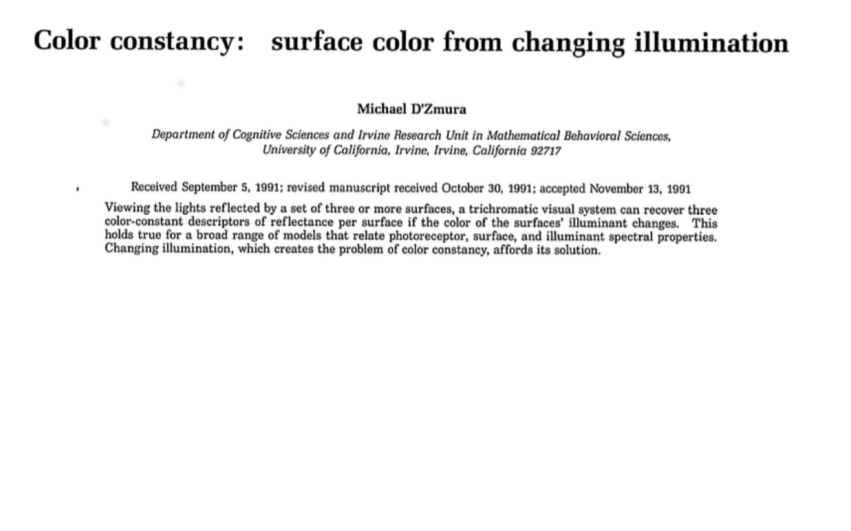 Color constancy: surface color from changing illumination
Michael D'Zmura
Department of Cognitive Sciences and Irvine Research Unit in Mathematical Behavioral Sciences,
University of California, Irvine, Irvine, California 92717
Received September 5, 1991; revised manuscript received October 30, 1991; accepted November 13, 1991
Viewing the lights reflected by a set of three or more surfaces, a trichromatic visual system can recover three
color-constant descriptors of reflectance per surface if the color of the surfaces' illuminant changes. This
holds true for a broad range of models that relate photoreceptor, surface, and illuminant spectral properties.
Changing illumination, which creates the problem of color constancy, affords its solution.